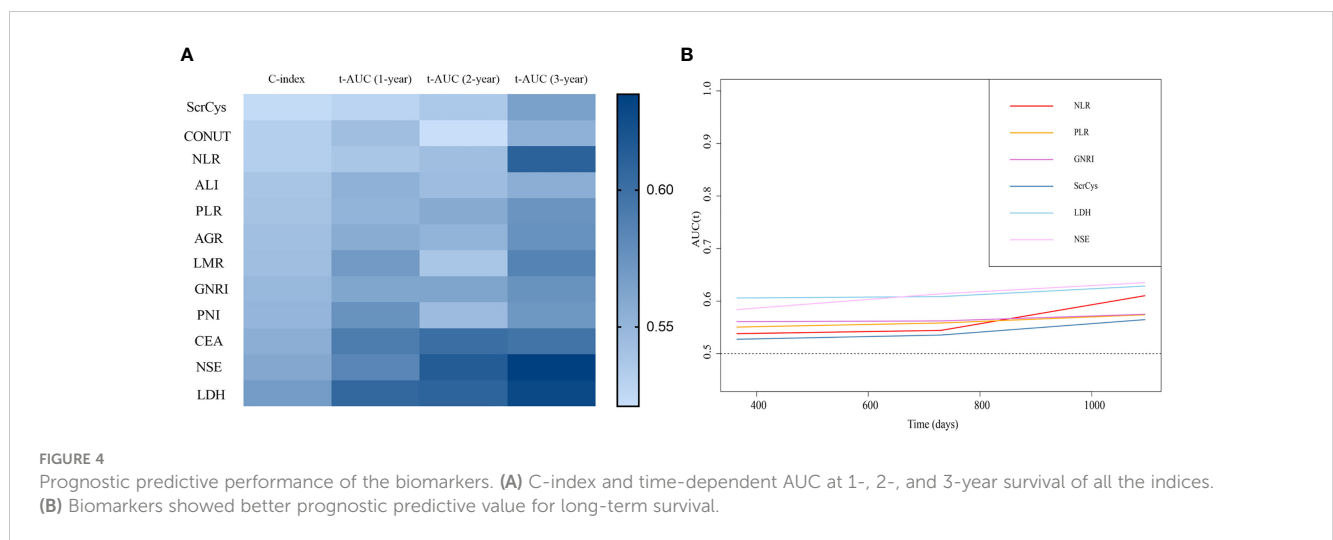 A
C-index t-AUC (1-year) t-AUC (2-year) t-AUC (3-year)
ScrCys
CONUT
NLR
ALI
PLR
AGR
LMR
GNRI
PNI
CEA
NSE
LDH
0.60
0.55
B
AUC(t)
1.0
0.9
0.8
0.7
0.6
0.5
400 600 800 1000
Time (days)
NLR
PLR
GNRI
ScrCys
LDH
NSE
FIGURE 4
Prognostic predictive performance of the biomarkers. (A) C-index and time-dependent AUC at 1-, 2-, and 3-year survival of all the indices.
(B) Biomarkers showed better prognostic predictive value for long-term survival.